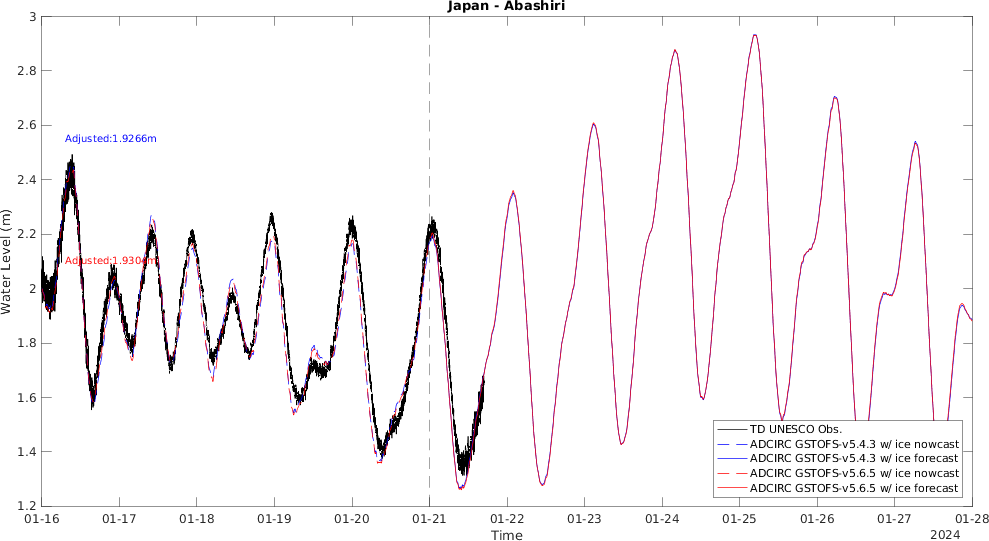 Japan - Abashiri
3
2.8
2.6
2.4
2.2
2
1.8
1.6
1.4
1.2
Water Level (m)
Adjusted:1.9266m
Adjusted:1.9306m
TD UNESCO Obs.
ADCIRC GSTOFS-v5.4.3 w/ ice nowcast
ADCIRC GSTOFS-v5.4.3 w/ ice forecast
ADCIRC GSTOFS-v5.6.5 w/ ice nowcast
ADCIRC GSTOFS-v5.6.5 w/ ice forecast
01-16 01-17 01-18 01-19 01-20 01-21 01-22 01-23 01-24 01-25 01-26 01-27 01-28
Time
2024